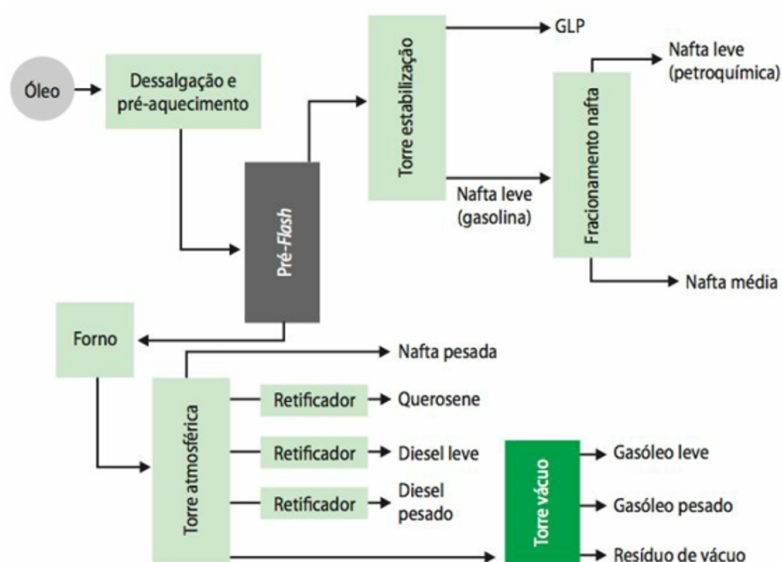 Óleo
Dessalgação e
pré-aquecimento
Pré-Flash
Torre estabilização
GLP
Nafta leve
(gasolina)
Fracionamento nafta
Nafta leve
(petroquímica)
Nafta média
Forno
Torre atmosférica
Nafta pesada
Retificador
Querosene
Retificador
Diesel leve
Retificador
Diesel
pesado
Torre vácuo
Gasóleo leve
Gasóleo pesado
Resíduo de vácuo